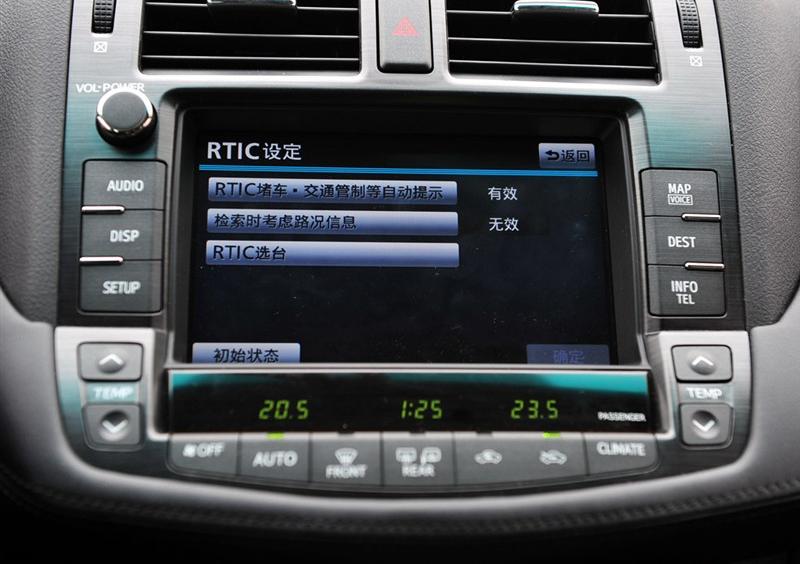 VOL·POWER
RTIC设定
返回
RTIC堵车·交通管制等自动提示 有效
检索时考虑路况信息 无效
RTIC选台
初始状态 确定
AUDIO
DISP
SETUP
MAP
VOICE
DEST
INFO
TEL
TEMP
20.5 1:25 23.5
PASSENGER
TEMP
OFF
AUTO
FRONT
REAR
CLIMATE